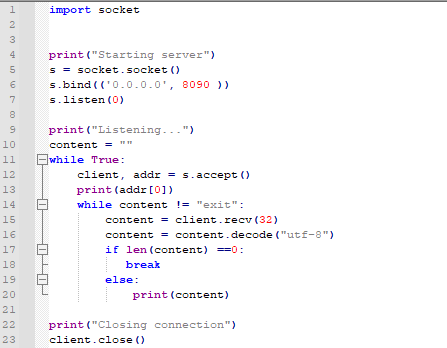 1 import socket
2
3
4 print("Starting server")
5 s = socket.socket()
6 s.bind(('0.0.0.0', 8090 ))
7 s.listen(0)
8
9 print("Listening...")
10 content = ""
11 while True:
12     client, addr = s.accept()
13     print(addr[0])
14     while content != "exit":
15         content = client.recv(32)
16         content = content.decode("utf-8")
17         if len(content) ==0:
18            break
19         else:
20             print(content)
21
22 print("Closing connection")
23 client.close()